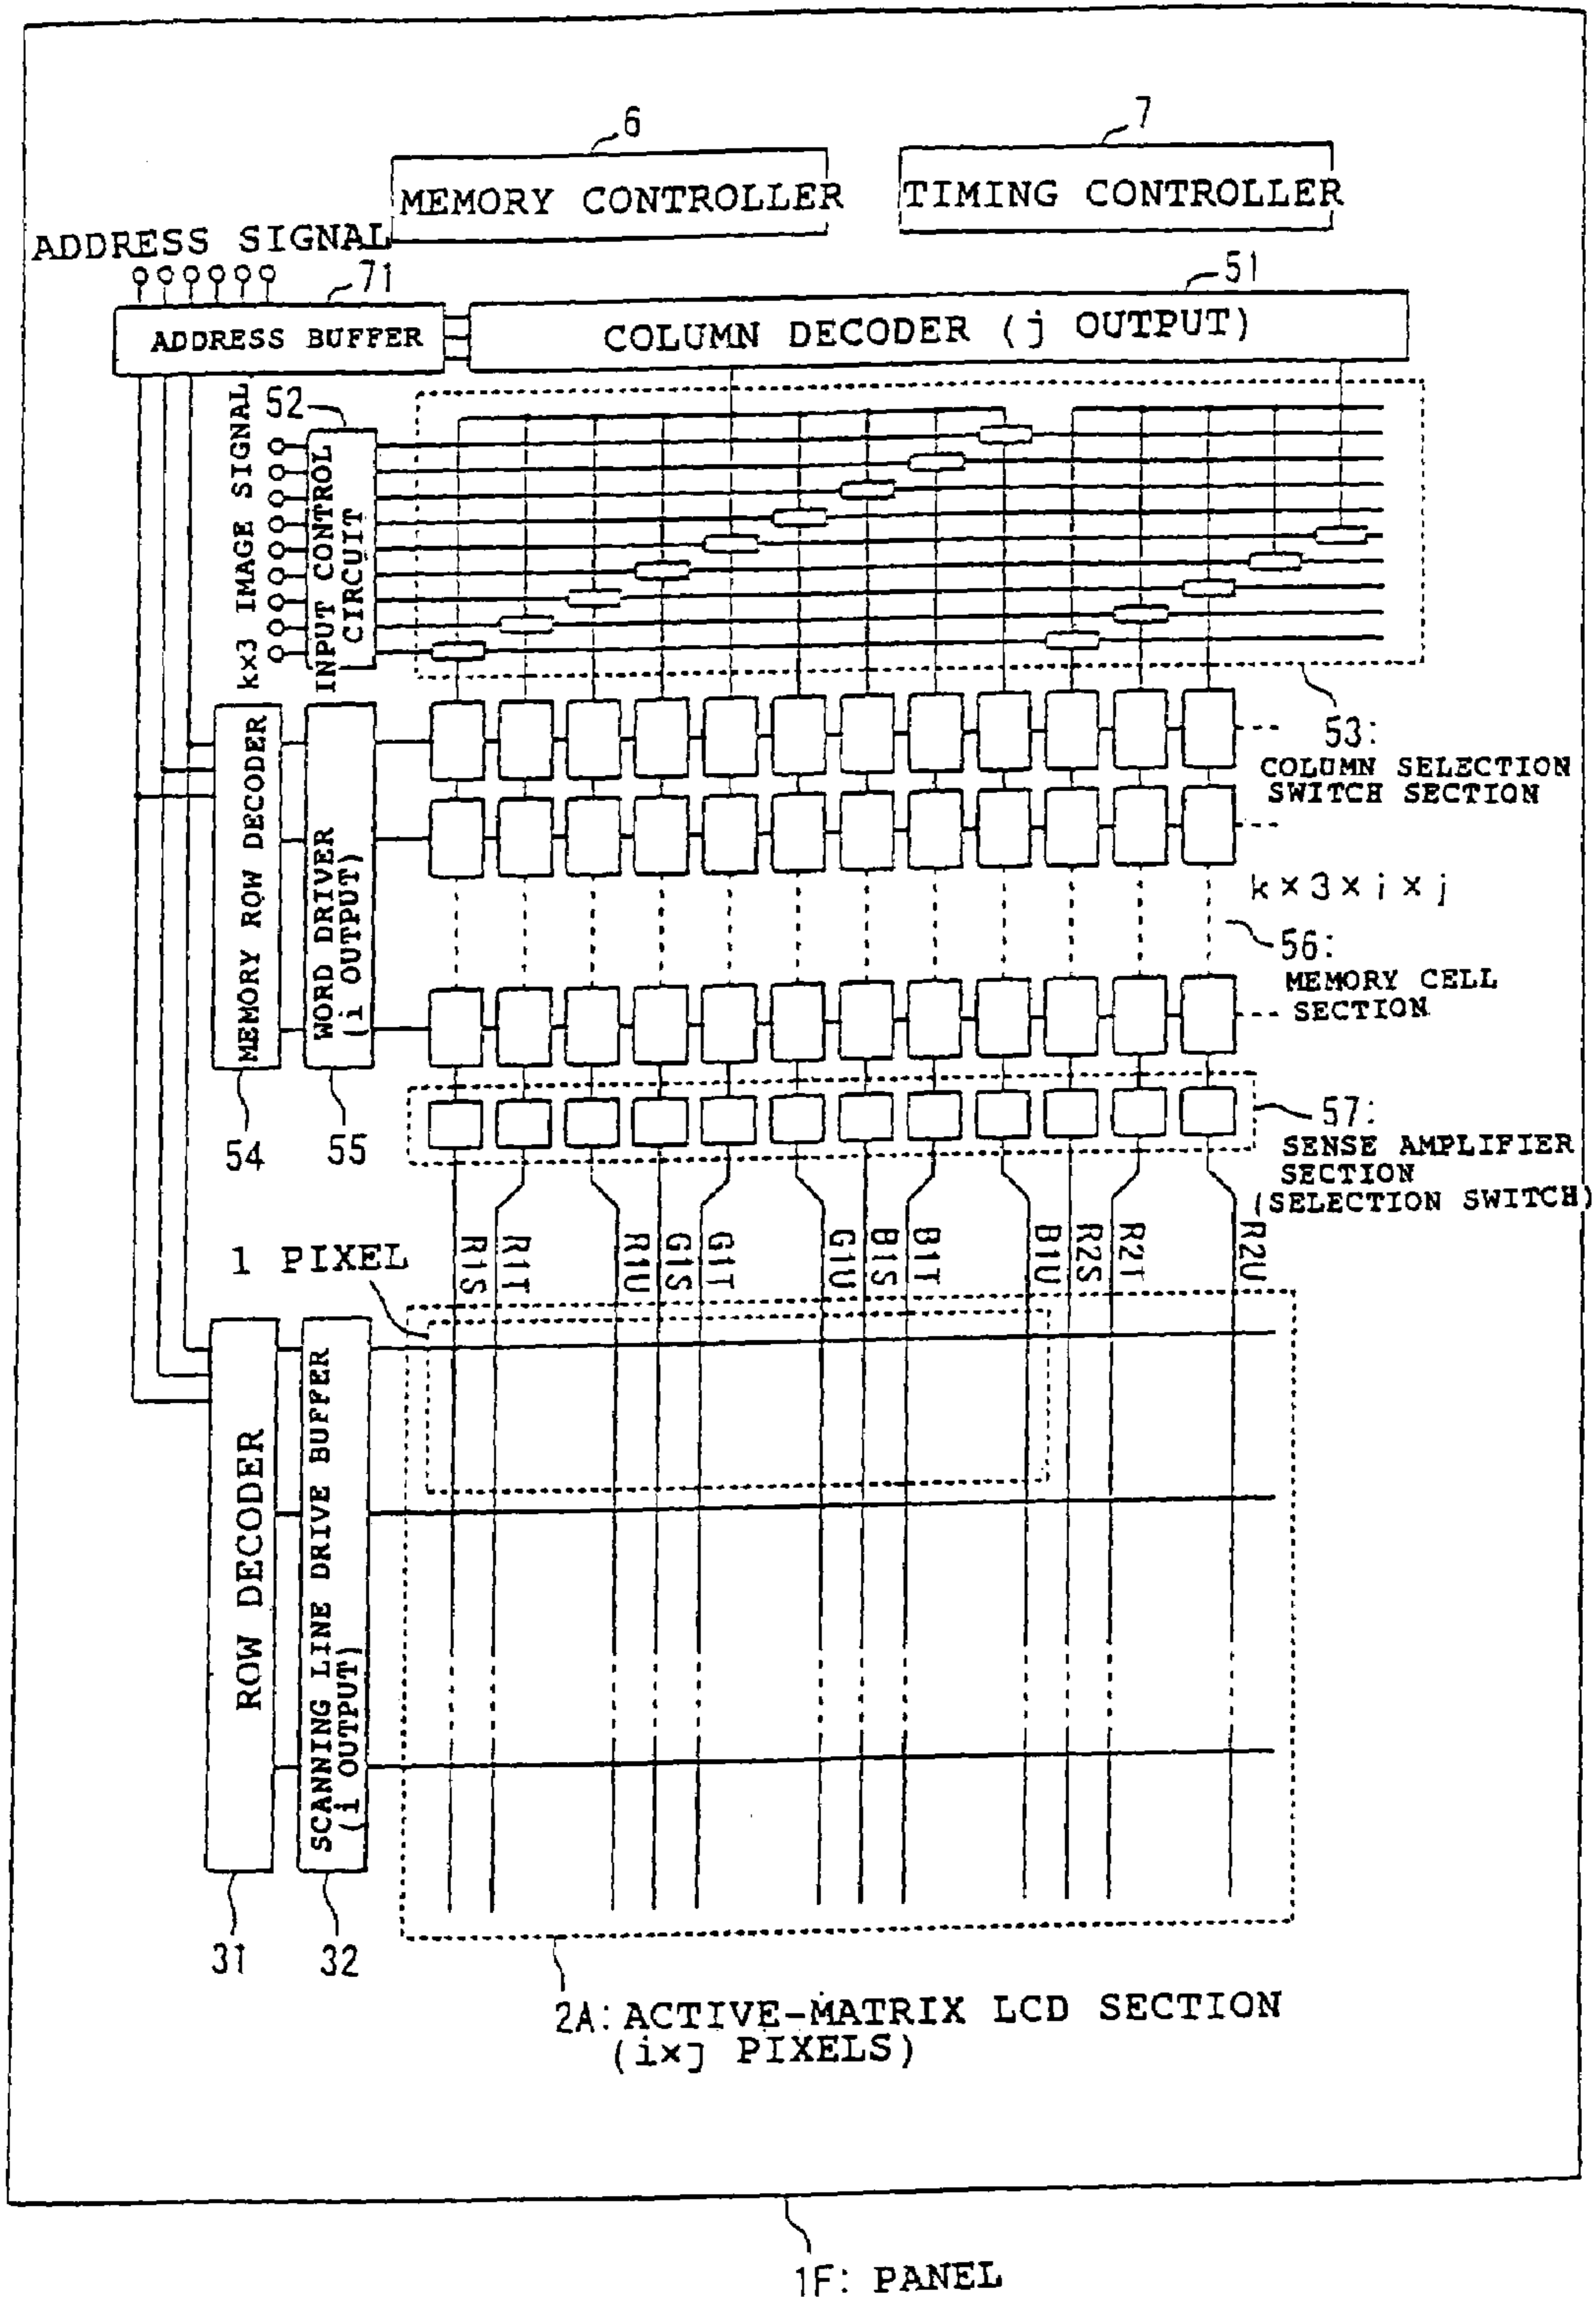 6
7
MEMORY CONTROLLER
TIMING CONTROLLER
ADDRESS SIGNAL
71
51
ADDRESS BUFFER
COLUMN DECODER (j OUTPUT)
52
k×3 IMAGE SIGNAL
INPUT CONTROL
CIRCUIT
53:
COLUMN SELECTION
SWITCH SECTION
MEMORY ROW DECODER
WORD DRIVER
(i OUTPUT)
k×3×i×j
56:
MEMORY CELL
SECTION
54
55
57:
SENSE AMPLIFIER
SECTION
(SELECTION SWITCH)
1 PIXEL
R1S
R1T
R1U
G1S
G1T
G1U
B1S
B1T
B1U
R2S
R2T
R2U
ROW DECODER
SCANNING LINE DRIVE BUFFER
(i OUTPUT)
31
32
2A: ACTIVE-MATRIX LCD SECTION
(i×j PIXELS)
1F: PANEL